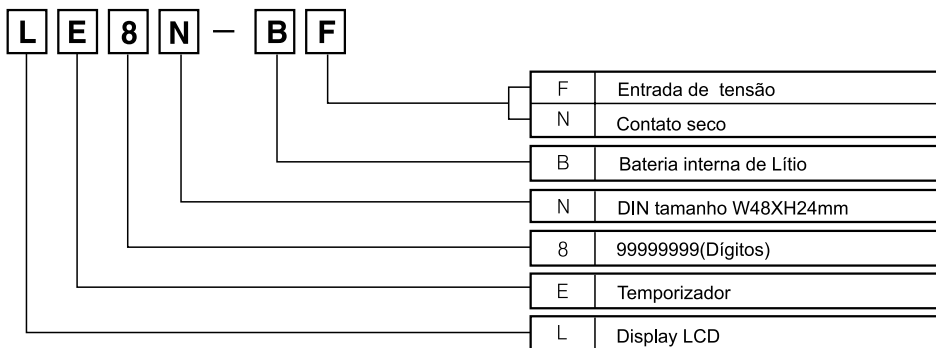 L E 8 N - B F
F Entrada de tensão
N Contato seco
B Bateria interna de Lítio
N DIN tamanho W48XH24mm
8 99999999(Dígitos)
E Temporizador
L Display LCD